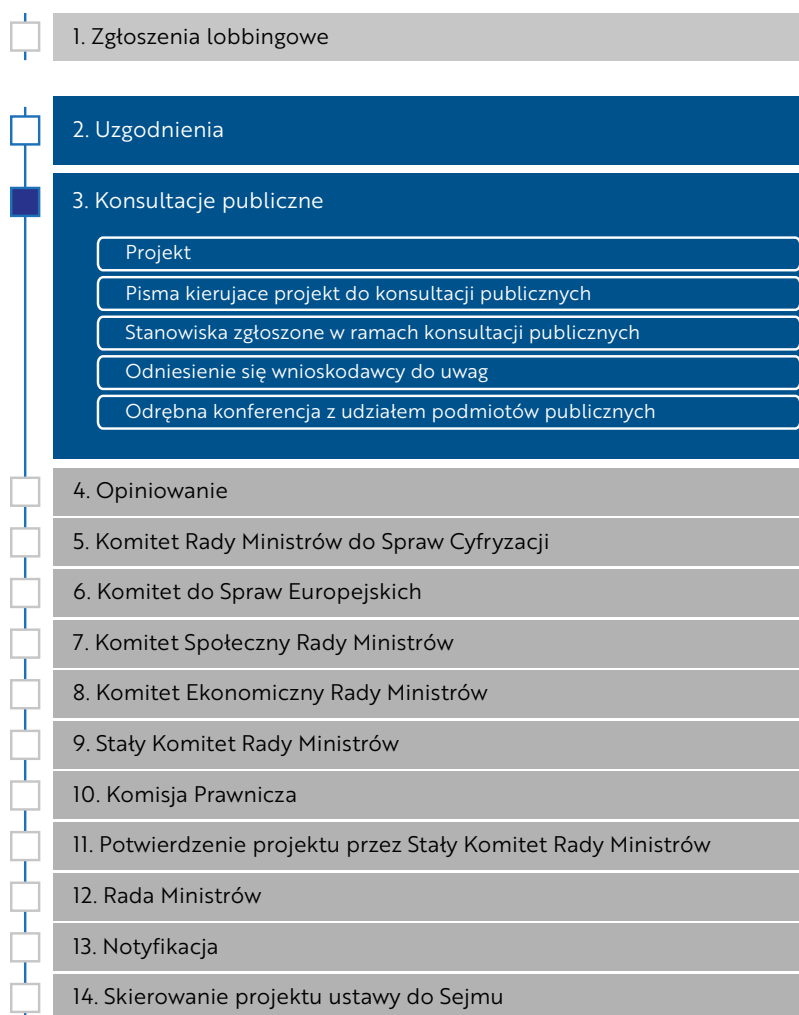 1. Zgłoszenia lobbingowe
2. Uzgodnienia
3. Konsultacje publiczne
Projekt
Pisma kierujace projekt do konsultacji publicznych
Stanowiska zgłoszone w ramach konsultacji publicznych
Odniesienie się wnioskodawcy do uwag
Odrębna konferencja z udziałem podmiotów publicznych
4. Opiniowanie
5. Komitet Rady Ministrów do Spraw Cyfryzacji
6. Komitet do Spraw Europejskich
7. Komitet Społeczny Rady Ministrów
8. Komitet Ekonomiczny Rady Ministrów
9. Stały Komitet Rady Ministrów
10. Komisja Prawnicza
11. Potwierdzenie projektu przez Stały Komitet Rady Ministrów
12. Rada Ministrów
13. Notyfikacja
14. Skierowanie projektu ustawy do Sejmu